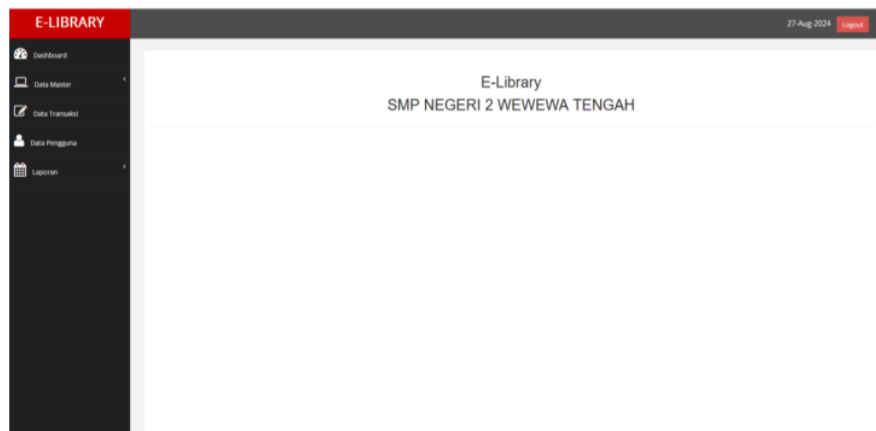 E-LIBRARY
27-Aug-2024 Logout
Dashboard
Data Master
Data Transaksi
Data Pengguna
Laporan
E-Library
SMP NEGERI 2 WEWEWA TENGAH